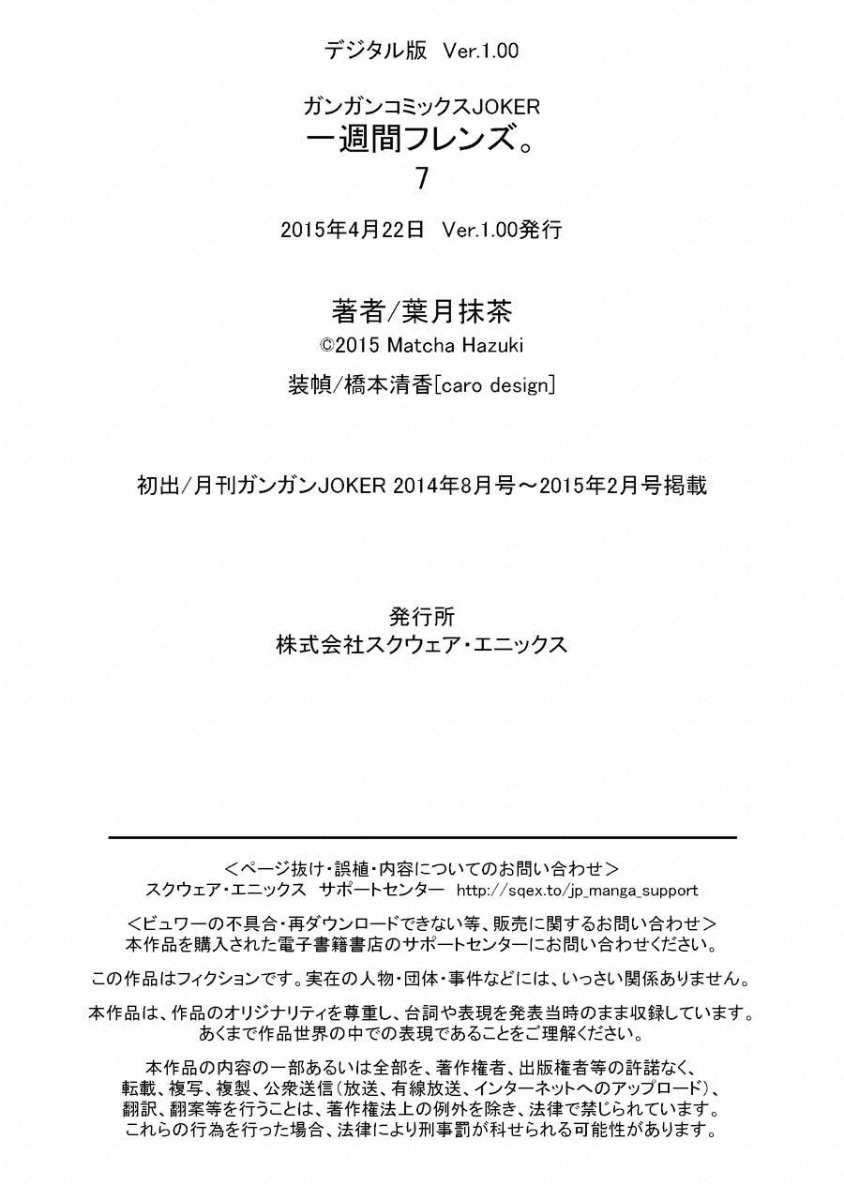 デジタル版　Ver.1.00
ガンガンコミックスJOKER
一週間フレンズ。
7
2015年4月22日　Ver.1.00発行
著者/葉月抹茶
©2015 Matcha Hazuki
装幀/橋本清香[caro design]
初出/月刊ガンガンJOKER 2014年8月号～2015年2月号掲載
発行所
株式会社スクウェア・エニックス
＜ページ抜け・誤植・内容についてのお問い合わせ＞
スクウェア・エニックス　サポートセンター　http://sqex.to/jp_manga_support
＜ビュワーの不具合・再ダウンロードできない等、販売に関するお問い合わせ＞
本作品を購入された電子書籍書店のサポートセンターにお問い合わせください。
この作品はフィクションです。実在の人物・団体・事件などには、いっさい関係ありません。
本作品は、作品のオリジナリティを尊重し、台詞や表現を発表当時のまま収録しています。
あくまで作品世界の中での表現であることをご理解ください。
本作品の内容の一部あるいは全部を、著作権者、出版権者等の許諾なく、
転載、複写、複製、公衆送信（放送、有線放送、インターネットへのアップロード）、
翻訳、翻案等を行うことは、著作権法上の例外を除き、法律で禁じられています。
これらの行為を行った場合、法律により刑事罰が科せられる可能性があります。